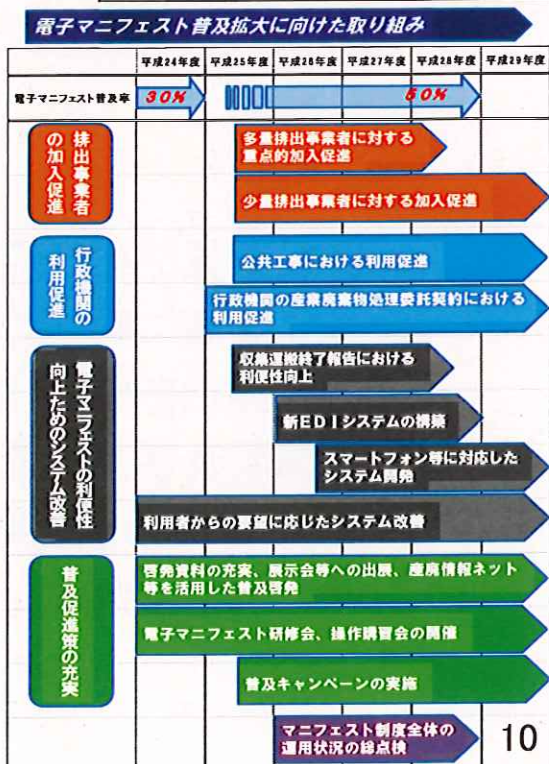 電子マニフェスト普及拡大に向けた取り組み
平成24年度 平成25年度 平成26年度 平成27年度 平成28年度 平成29年度
電子マニフェスト普及率 30% 50%
排出事業者
の加入促進
多量排出事業者に対する
重点的加入促進
少量排出事業者に対する加入促進
行政機関の
利用促進
公共工事における利用促進
行政機関の産業廃棄物処理委託契約における
利用促進
電子マニフェストの利便性
向上ためのシステム改善
収集運搬終了報告における
利便性向上
新EDIシステムの構築
スマートフォン等に対応した
システム開発
利用者からの要望に応じたシステム改善
普及促進策の充実
啓発資料の充実、展示会等への出展、産廃情報ネット
等を活用した普及啓発
電子マニフェスト研修会、操作講習会の開催
普及キャンペーンの実施
マニフェスト制度全体の
運用状況の総点検
10